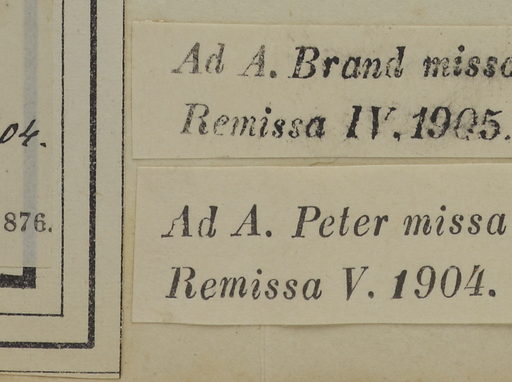 04.
876.
Ad A. Brand missa
Remissa IV. 1905.
Ad A. Peter missa
Remissa V. 1904.